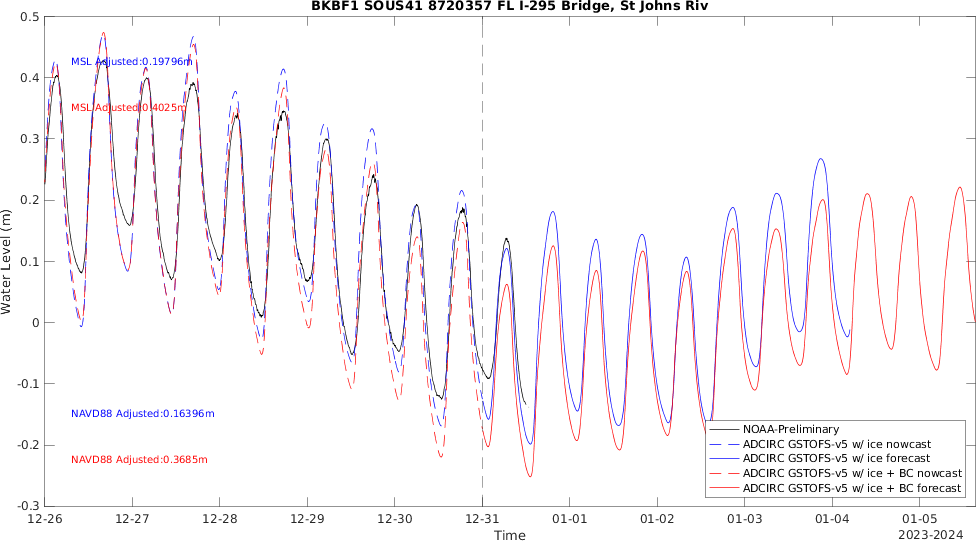 BKBF1 SOUS41 8720357 FL I-295 Bridge, St Johns Riv
0.5
0.4
0.3
0.2
0.1
0
-0.1
-0.2
-0.3
Water Level (m)
MSL Adjusted:0.19796m
MSL Adjusted:0.4025m
NAVD88 Adjusted:0.16396m
NAVD88 Adjusted:0.3685m
NOAA-Preliminary
ADCIRC GSTOFS-v5 w/ ice nowcast
ADCIRC GSTOFS-v5 w/ ice forecast
ADCIRC GSTOFS-v5 w/ ice + BC nowcast
ADCIRC GSTOFS-v5 w/ ice + BC forecast
12-26 12-27 12-28 12-29 12-30 12-31 01-01 01-02 01-03 01-04 01-05
Time
2023-2024